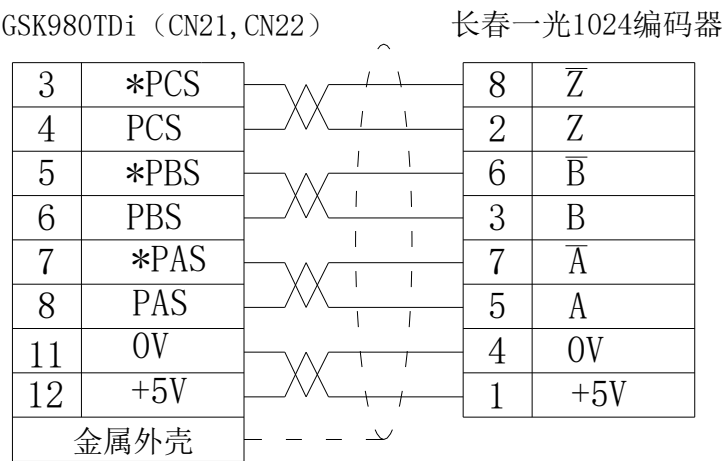 GSK980TDi（CN21,CN22） 长春一光1024编码器
3 *PCS 8 Z̅
4 PCS 2 Z
5 *PBS 6 B̅
6 PBS 3 B
7 *PAS 7 A̅
8 PAS 5 A
11 0V 4 0V
12 +5V 1 +5V
金属外壳